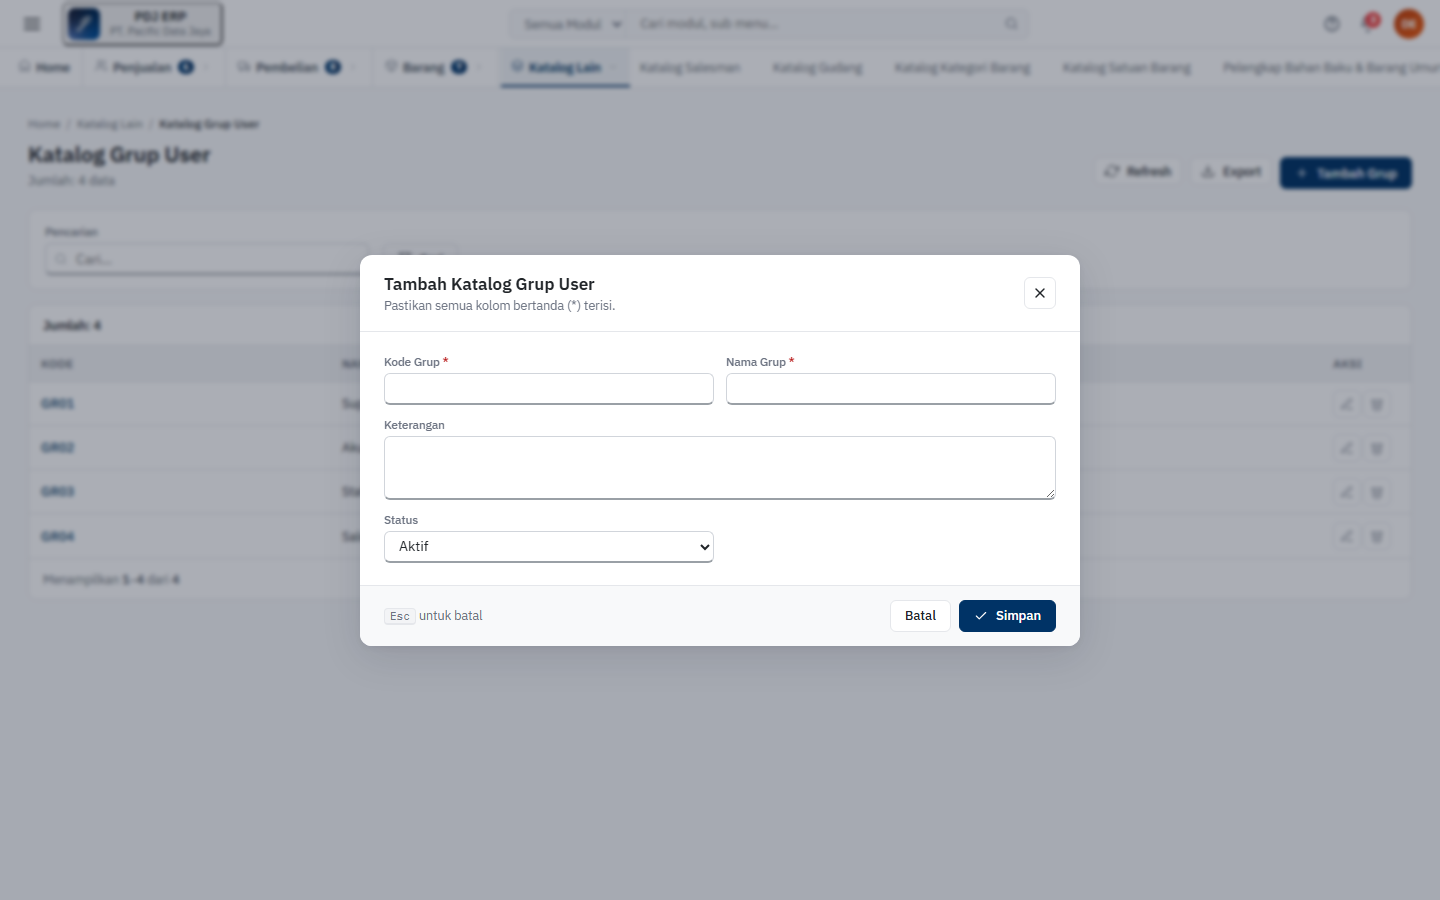 PDJ ERP
PT. Pacific Data Jaya
Semua Modul
Cari modul, sub menu...
Home
Penjualan
Pembelian
Barang
Katalog Lain
Katalog Salesman
Katalog Gudang
Katalog Kategori Barang
Katalog Satuan Barang
Pelengkap Bahan Baku & Barang Umum
Home / Katalog Lain / Katalog Grup User
Katalog Grup User
Jumlah: 4 data
Refresh
Export
+ Tambah Grup
Pencarian
Cari...
Tambah Katalog Grup User
Pastikan semua kolom bertanda (*) terisi.
Jumlah: 4
KODE
AKSI
Kode Grup *
Nama Grup *
GR01
Keterangan
GR02
GR03
Status
Aktif
GR04
Menampilkan 1-4 dari 4
Esc untuk batal
Batal
Simpan